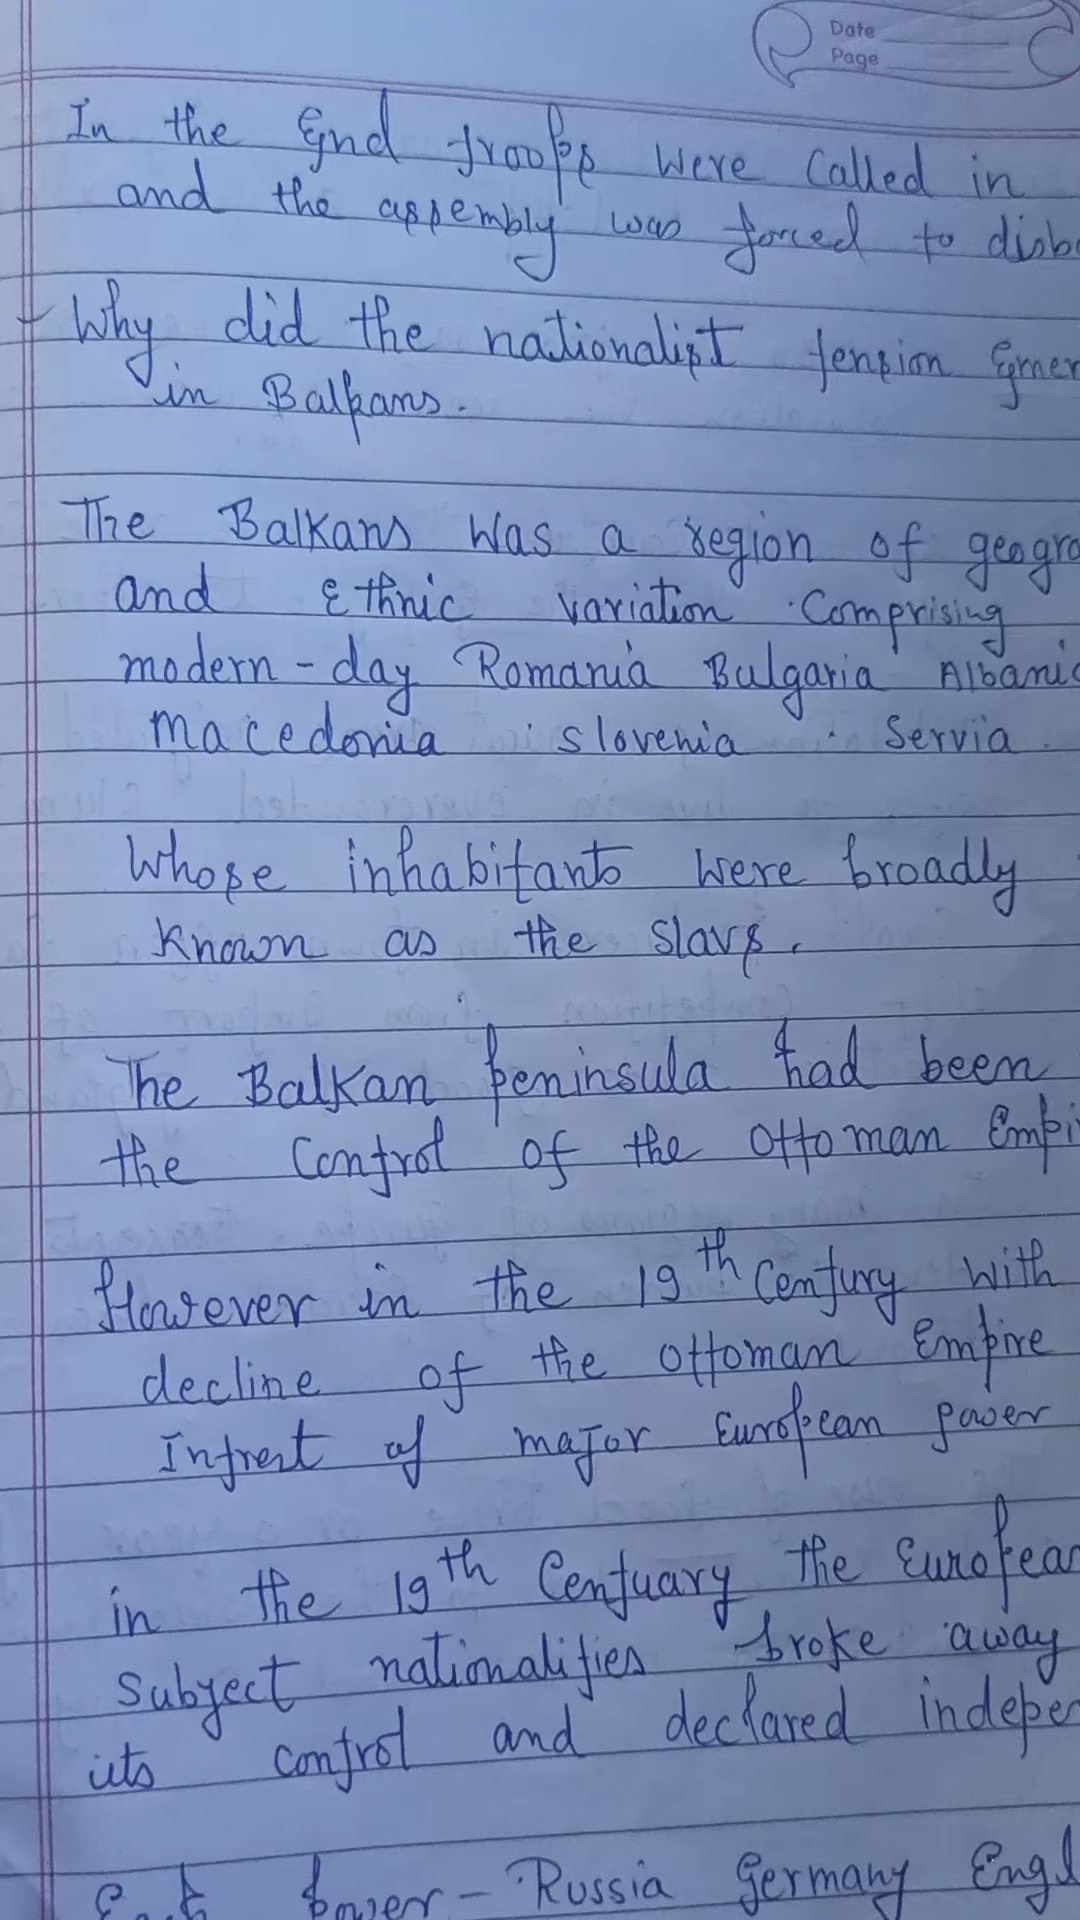 Date
Page
In the End troops were Called in
and the assembly was forced to disb
Why did the nationalist tension Emer
in Balkans.
The Balkans was a region of geogra
and Ethnic variation Comprising
modern-day Romania Bulgaria Albania
Macedonia slovenia Servia
Whose inhabitants were broadly
known as the slavs.
The Balkan peninsula had been
the Control of the Ottoman Empi
However in the 19th Century with
decline of the Ottoman Empire
Intrest of major European power
in the 19th Centuary the European
subject nationalities broke away
its control and declared indepe
power - Russia Germany Engl